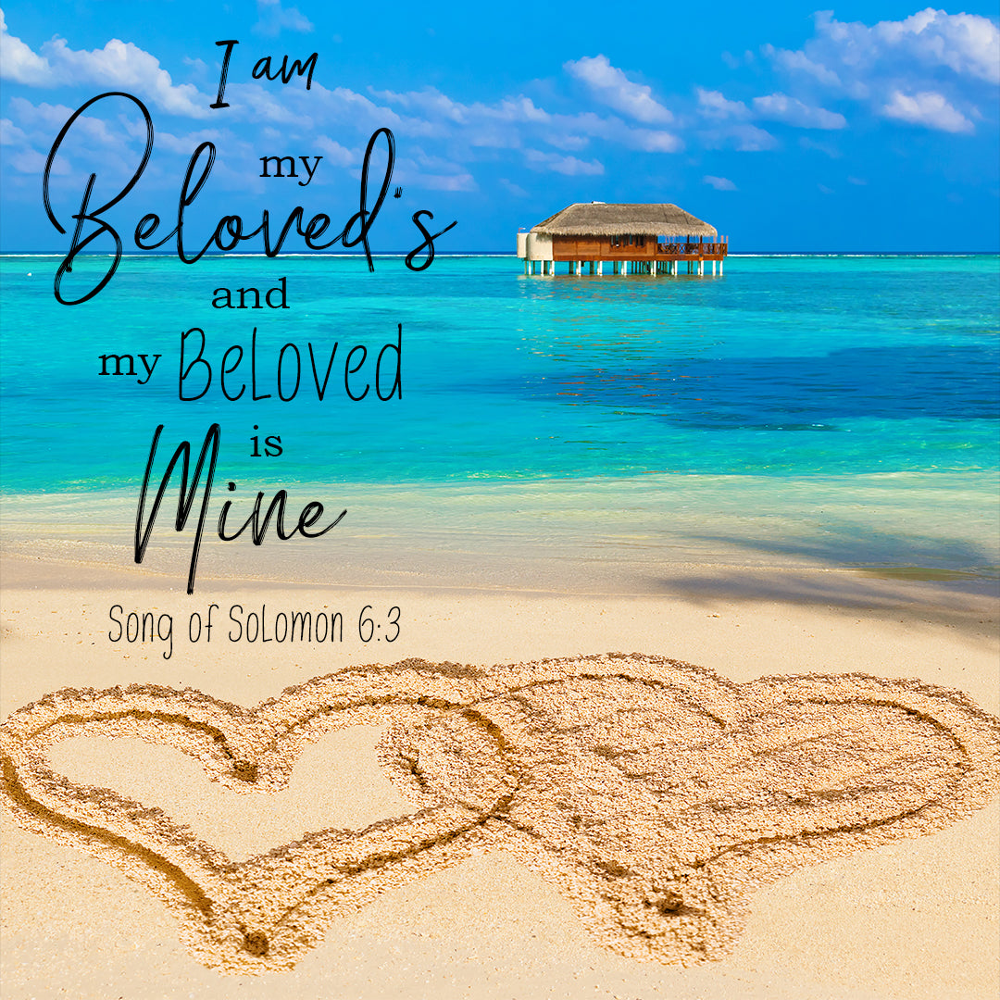 I am
my
Beloved's
and
my Beloved
is
Mine
Song of Solomon 6:3